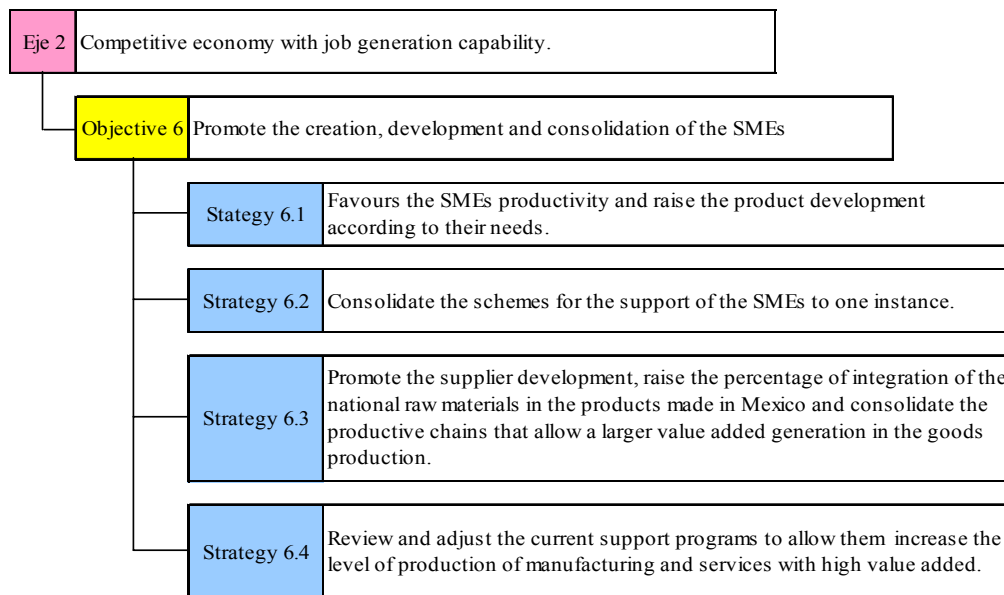 Eje 2 Competitive economy with job generation capability.
Objective 6 Promote the creation, development and consolidation of the SMEs
Stategy 6.1
Favours the SMEs productivity and raise the product development
according to their needs.
Strategy 6.2 Consolidate the schemes for the support of the SMEs to one instance.
Strategy 6.3
Promote the supplier development, raise the percentage of integration of the
national raw materials in the products made in Mexico and consolidate the
productive chains that allow a larger value added generation in the goods
production.
Strategy 6.4
Review and adjust the current support programs to allow them increase the
level of production of manufacturing and services with high value added.